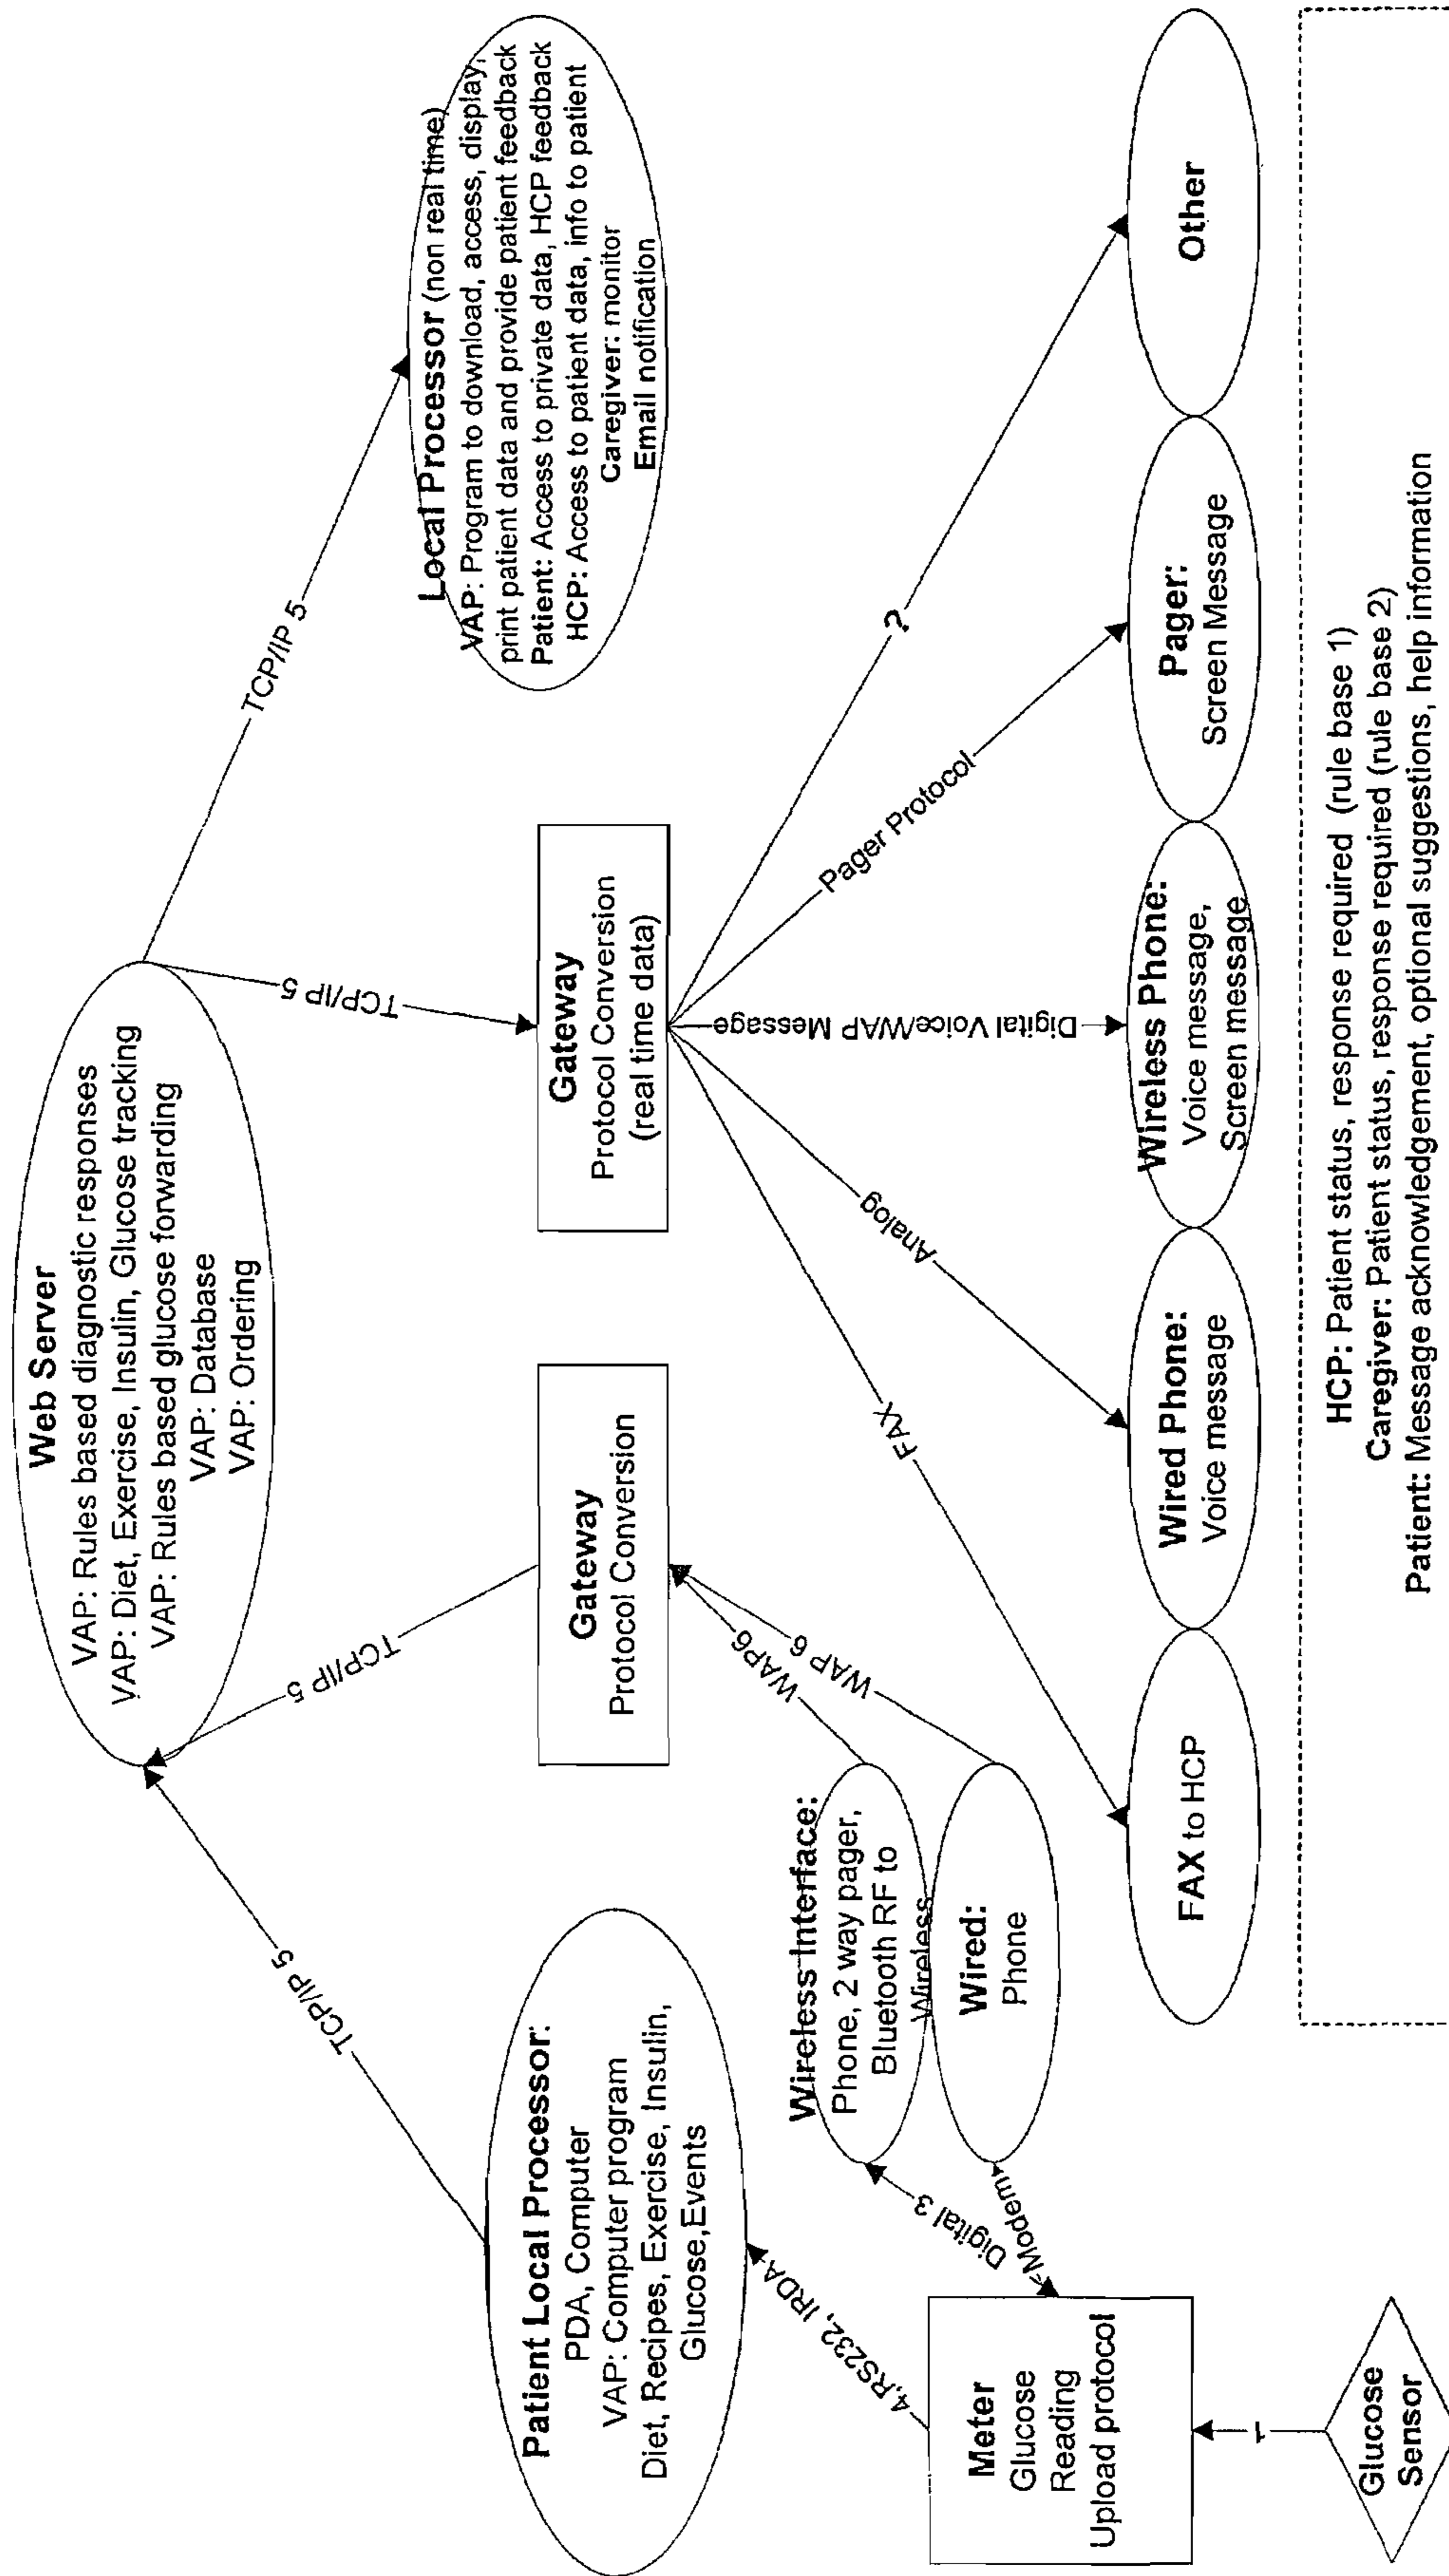 Web Server
VAP: Rules based diagnostic responses
VAP: Diet, Exercise, Insulin, Glucose tracking
VAP: Rules based glucose forwarding
VAP: Database
VAP: Ordering
TCP/IP 5
TCP/IP 5
TCP/IP 5
TCP/IP 5
Patient Local Processor:
PDA, Computer
VAP: Computer program
Diet, Recipes, Exercise, Insulin,
Glucose,Events
Gateway
Protocol Conversion
Gateway
Protocol Conversion
(real time data)
Local Processor (non real time)
VAP: Program to download, access, display,
print patient data and provide patient feedback
Patient: Access to private data, HCP feedback
HCP: Access to patient data, info to patient
Caregiver: monitor
Email notification
4,RS232, IRDA
Wireless Interface:
Phone, 2 way pager,
Bluetooth RF to
Wireless
WAP6
WAP 6
Wired:
Phone
Digital 3
Modem
Meter
Glucose
Reading
Upload protocol
1
Glucose
Sensor
FAX
Analog
Digital Voice/WAP Message
Pager Protocol
?
FAX to HCP
Wired Phone:
Voice message
Wireless Phone:
Voice message,
Screen message
Pager:
Screen Message
Other
HCP: Patient status, response required (rule base 1)
Caregiver: Patient status, response required (rule base 2)
Patient: Message acknowledgement, optional suggestions, help information